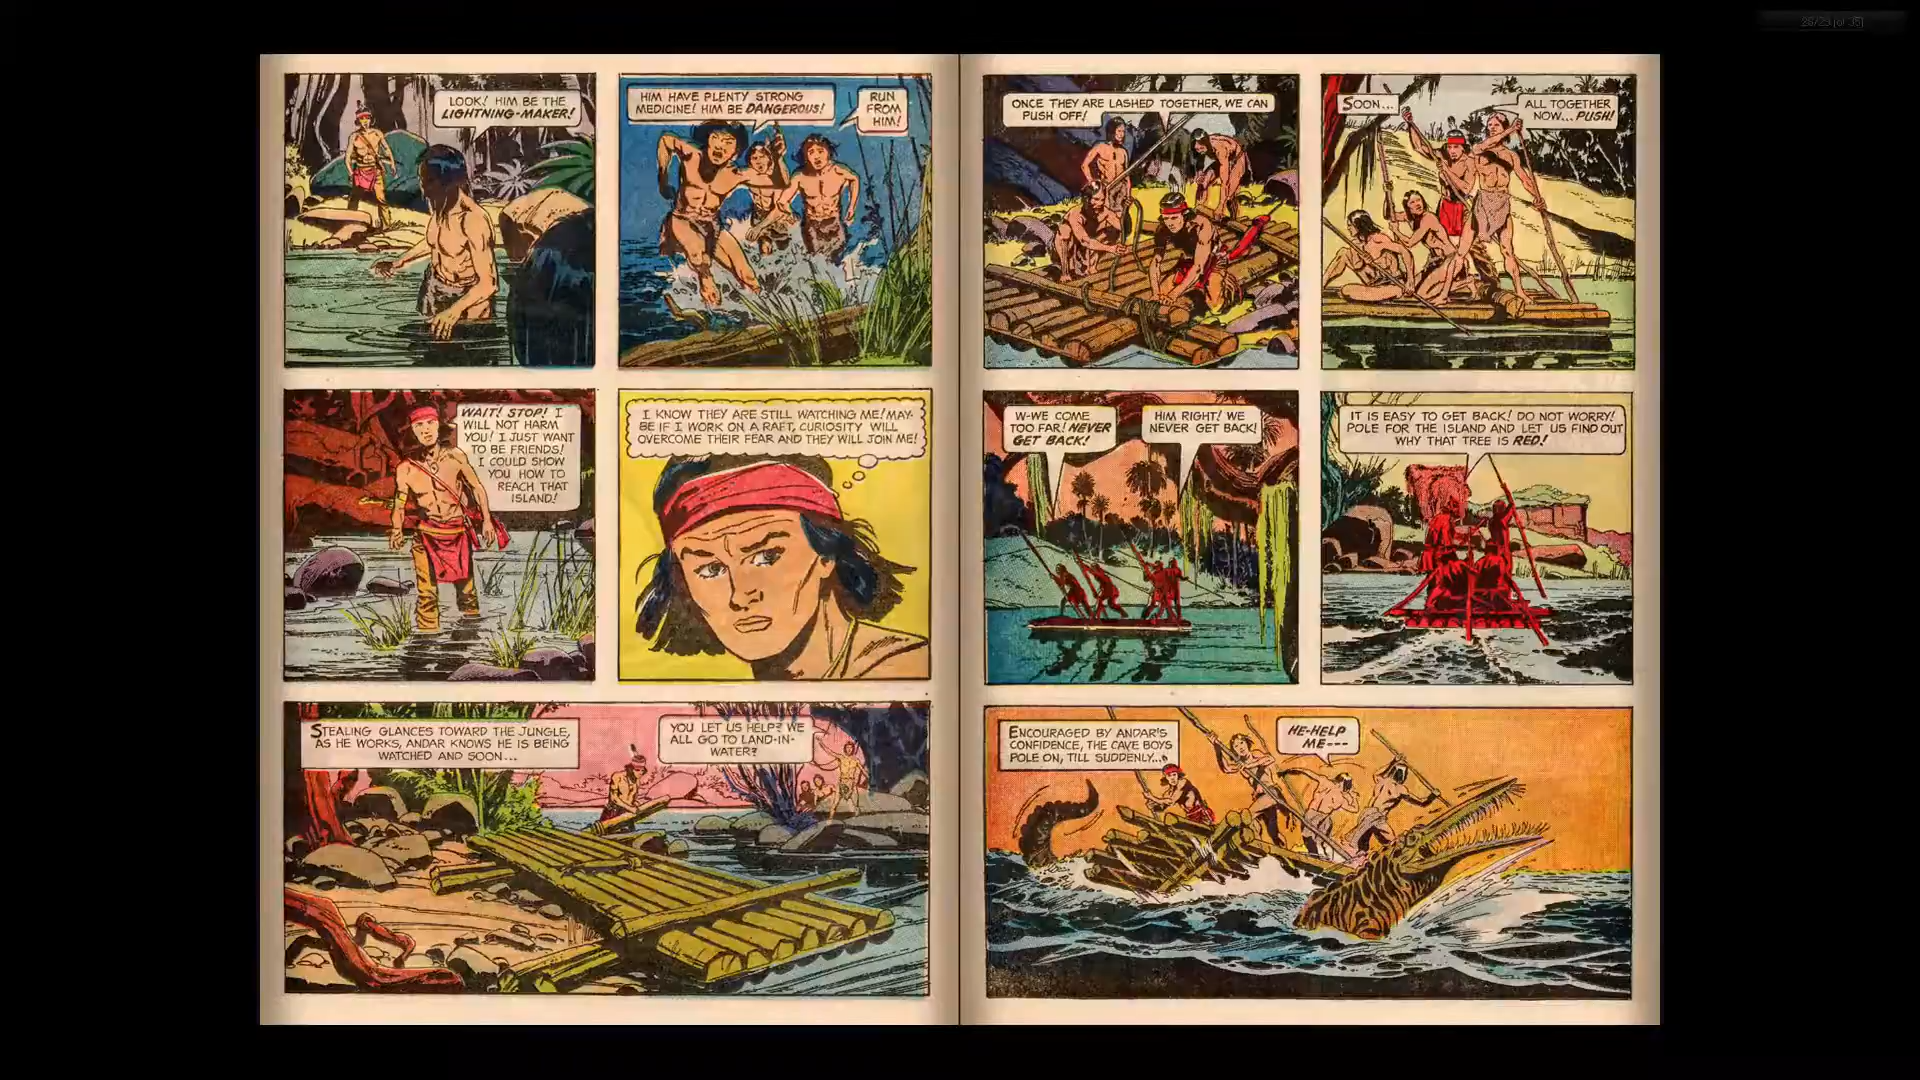 LOOK! HIM BE THE
LIGHTNING-MAKER!
HIM HAVE PLENTY STRONG
MEDICINE! HIM BE DANGEROUS!
RUN
FROM
HIM!
WAIT! STOP! I
WILL NOT HARM
YOU! I JUST WANT
TO BE FRIENDS!
I COULD SHOW
YOU HOW TO
REACH THAT
ISLAND!
I KNOW THEY ARE STILL WATCHING ME! MAY-
BE IF I WORK ON A RAFT, CURIOSITY WILL
OVERCOME THEIR FEAR AND THEY WILL JOIN ME!
STEALING GLANCES TOWARD THE JUNGLE,
AS HE WORKS, ANDAR KNOWS HE IS BEING
WATCHED AND SOON...
YOU LET US HELP? WE
ALL GO TO LAND-IN-
WATER?
ONCE THEY ARE LASHED TOGETHER, WE CAN
PUSH OFF!
SOON...
ALL TOGETHER
NOW... PUSH!
W-WE COME
TOO FAR! NEVER
GET BACK!
HIM RIGHT! WE
NEVER GET BACK!
IT IS EASY TO GET BACK! DO NOT WORRY!
POLE FOR THE ISLAND AND LET US FIND OUT
WHY THAT TREE IS RED!
ENCOURAGED BY ANDAR'S
CONFIDENCE, THE CAVE BOYS
POLE ON, TILL SUDDENLY...
HE-HELP
ME---